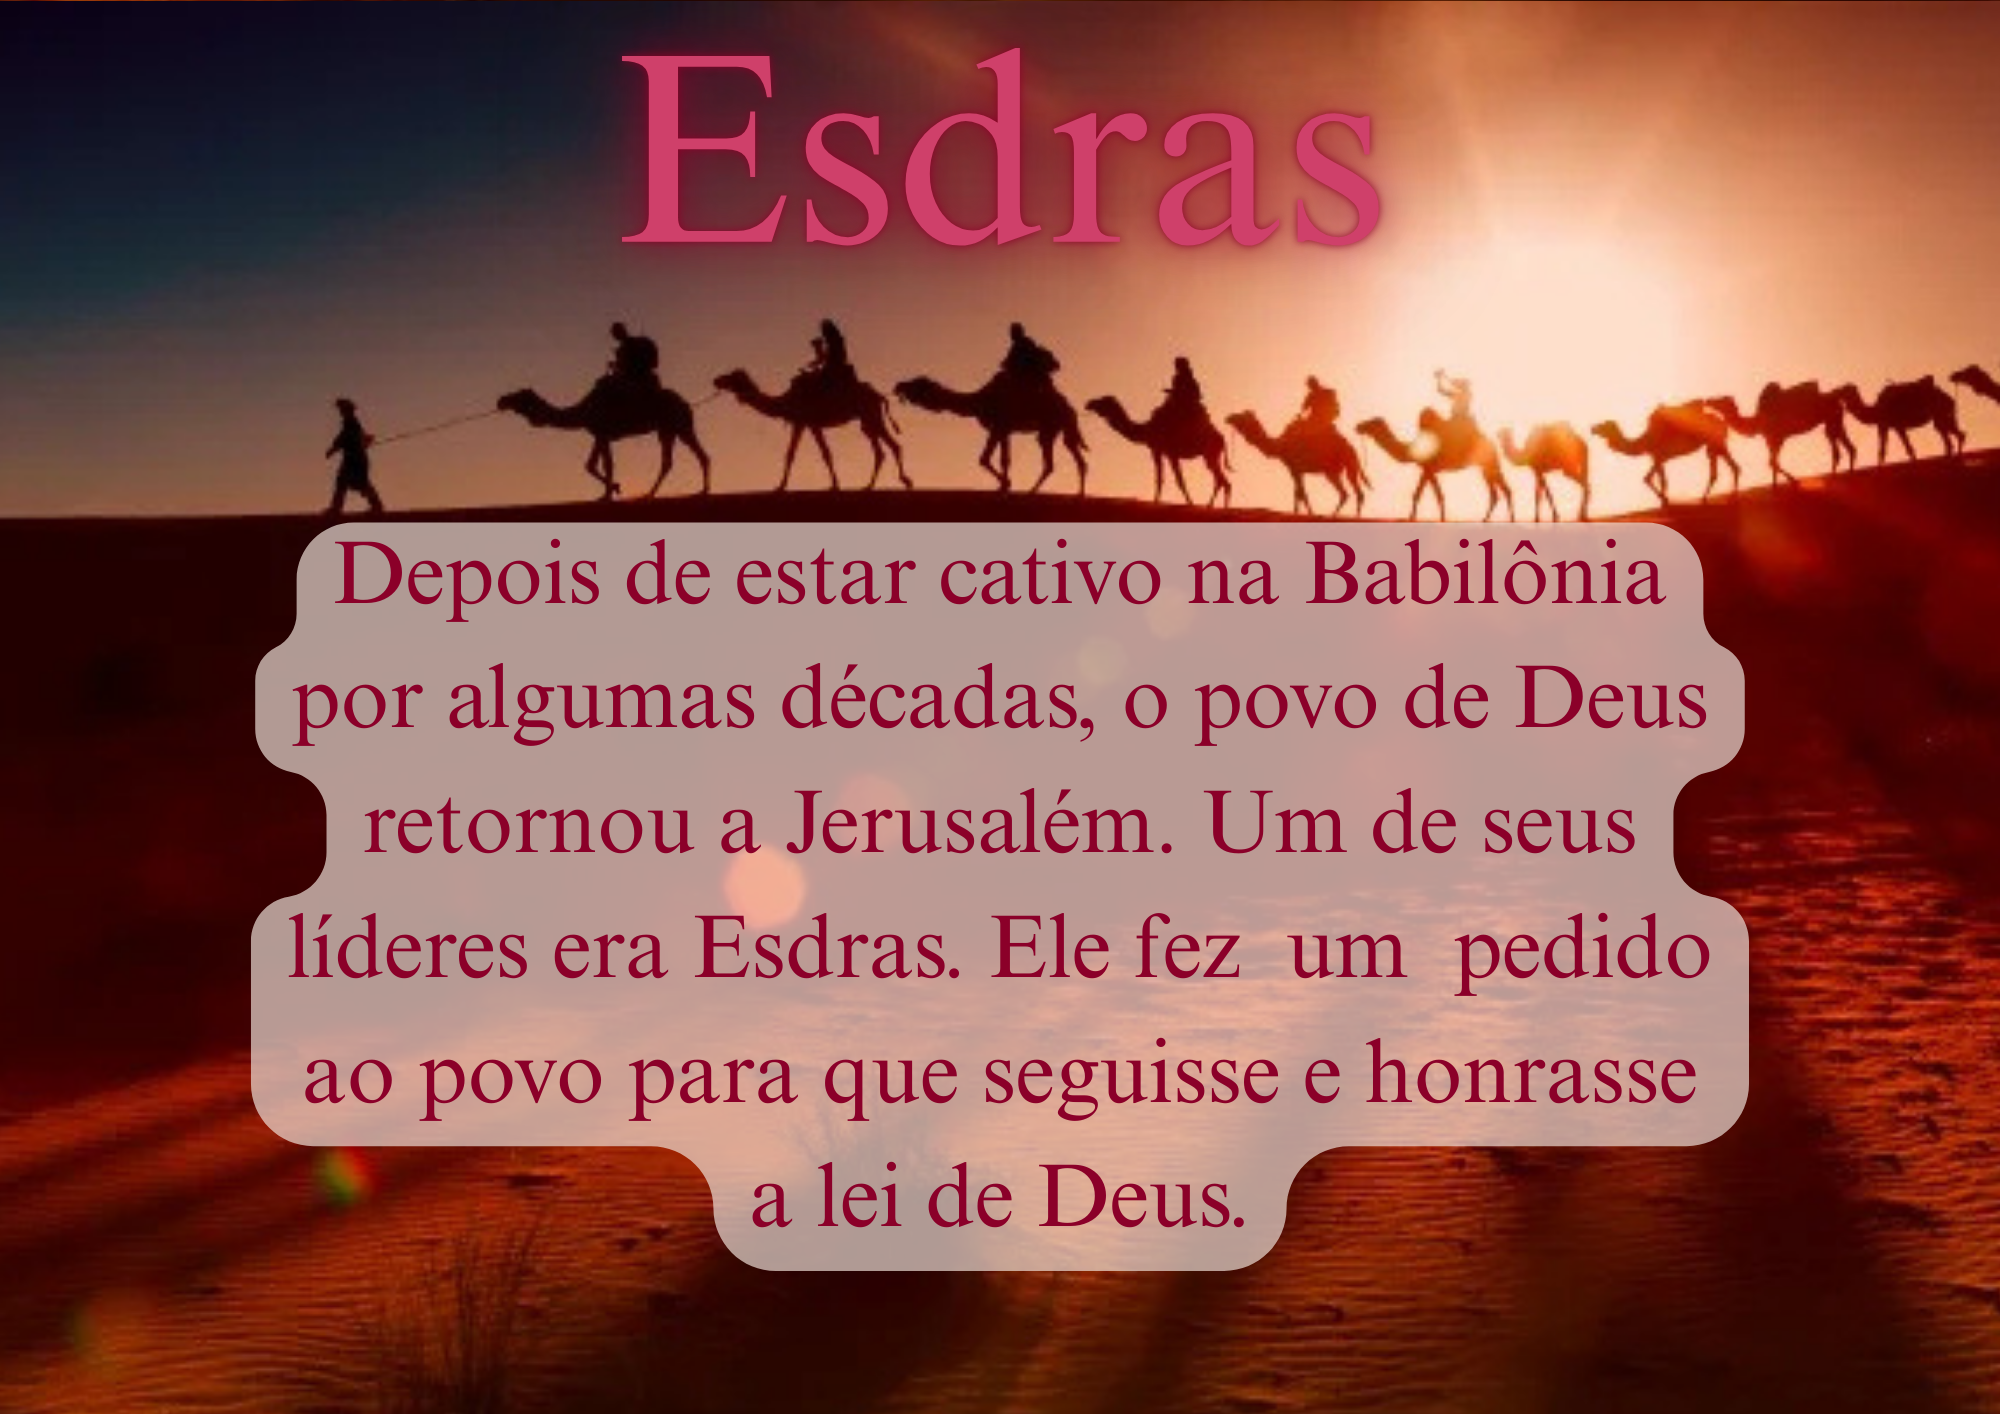 Esdras
Depois de estar cativo na Babilônia
por algumas décadas, o povo de Deus
retornou a Jerusalém. Um de seus
líderes era Esdras. Ele fez  um  pedido
ao povo para que seguisse e honrasse
a lei de Deus.